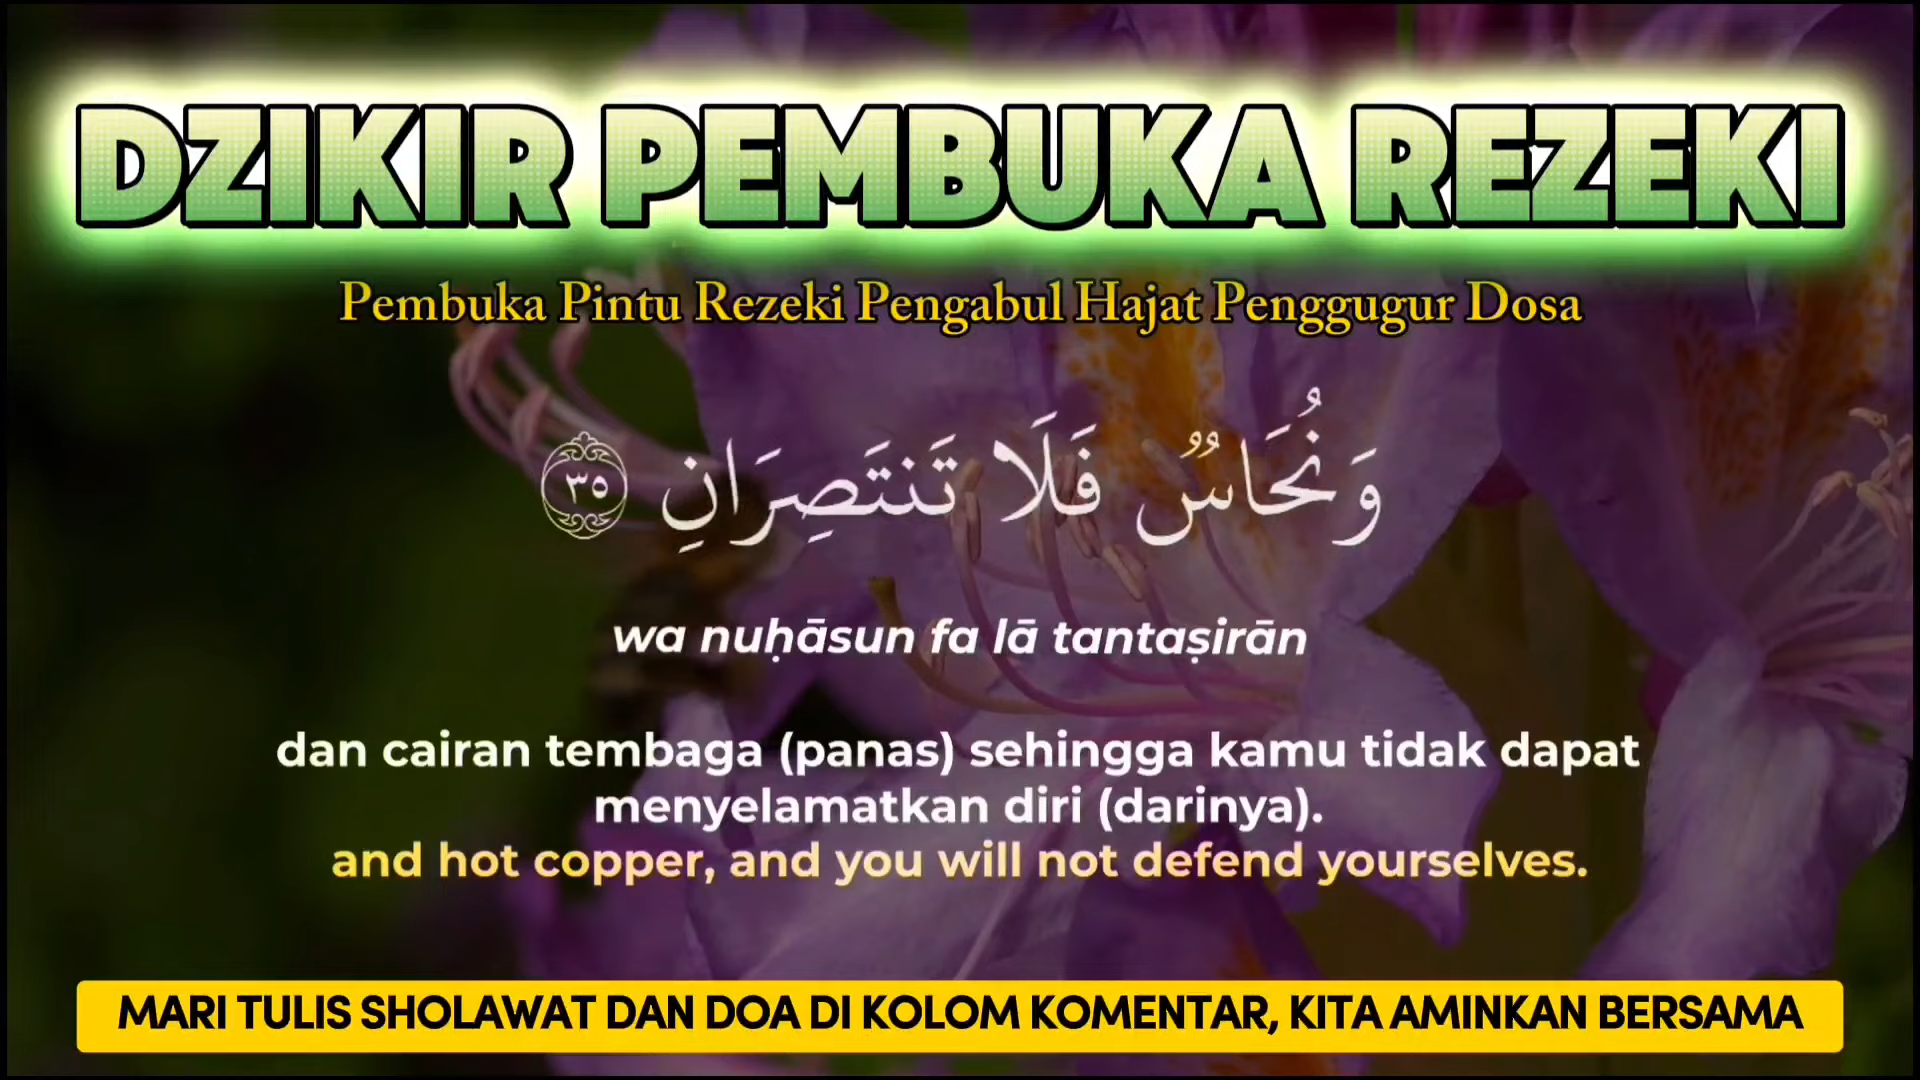 DZIKIR PEMBUKA REZEKI
Pembuka Pintu Rezeki Pengabul Hajat Penggugur Dosa
وَنُحَاسٌ فَلَا تَنتَصِرَانِ ٣٥
wa nuḥāsun fa lā tantaṣirān
dan cairan tembaga (panas) sehingga kamu tidak dapat
menyelamatkan diri (darinya).
and hot copper, and you will not defend yourselves.
MARI TULIS SHOLAWAT DAN DOA DI KOLOM KOMENTAR, KITA AMINKAN BERSAMA